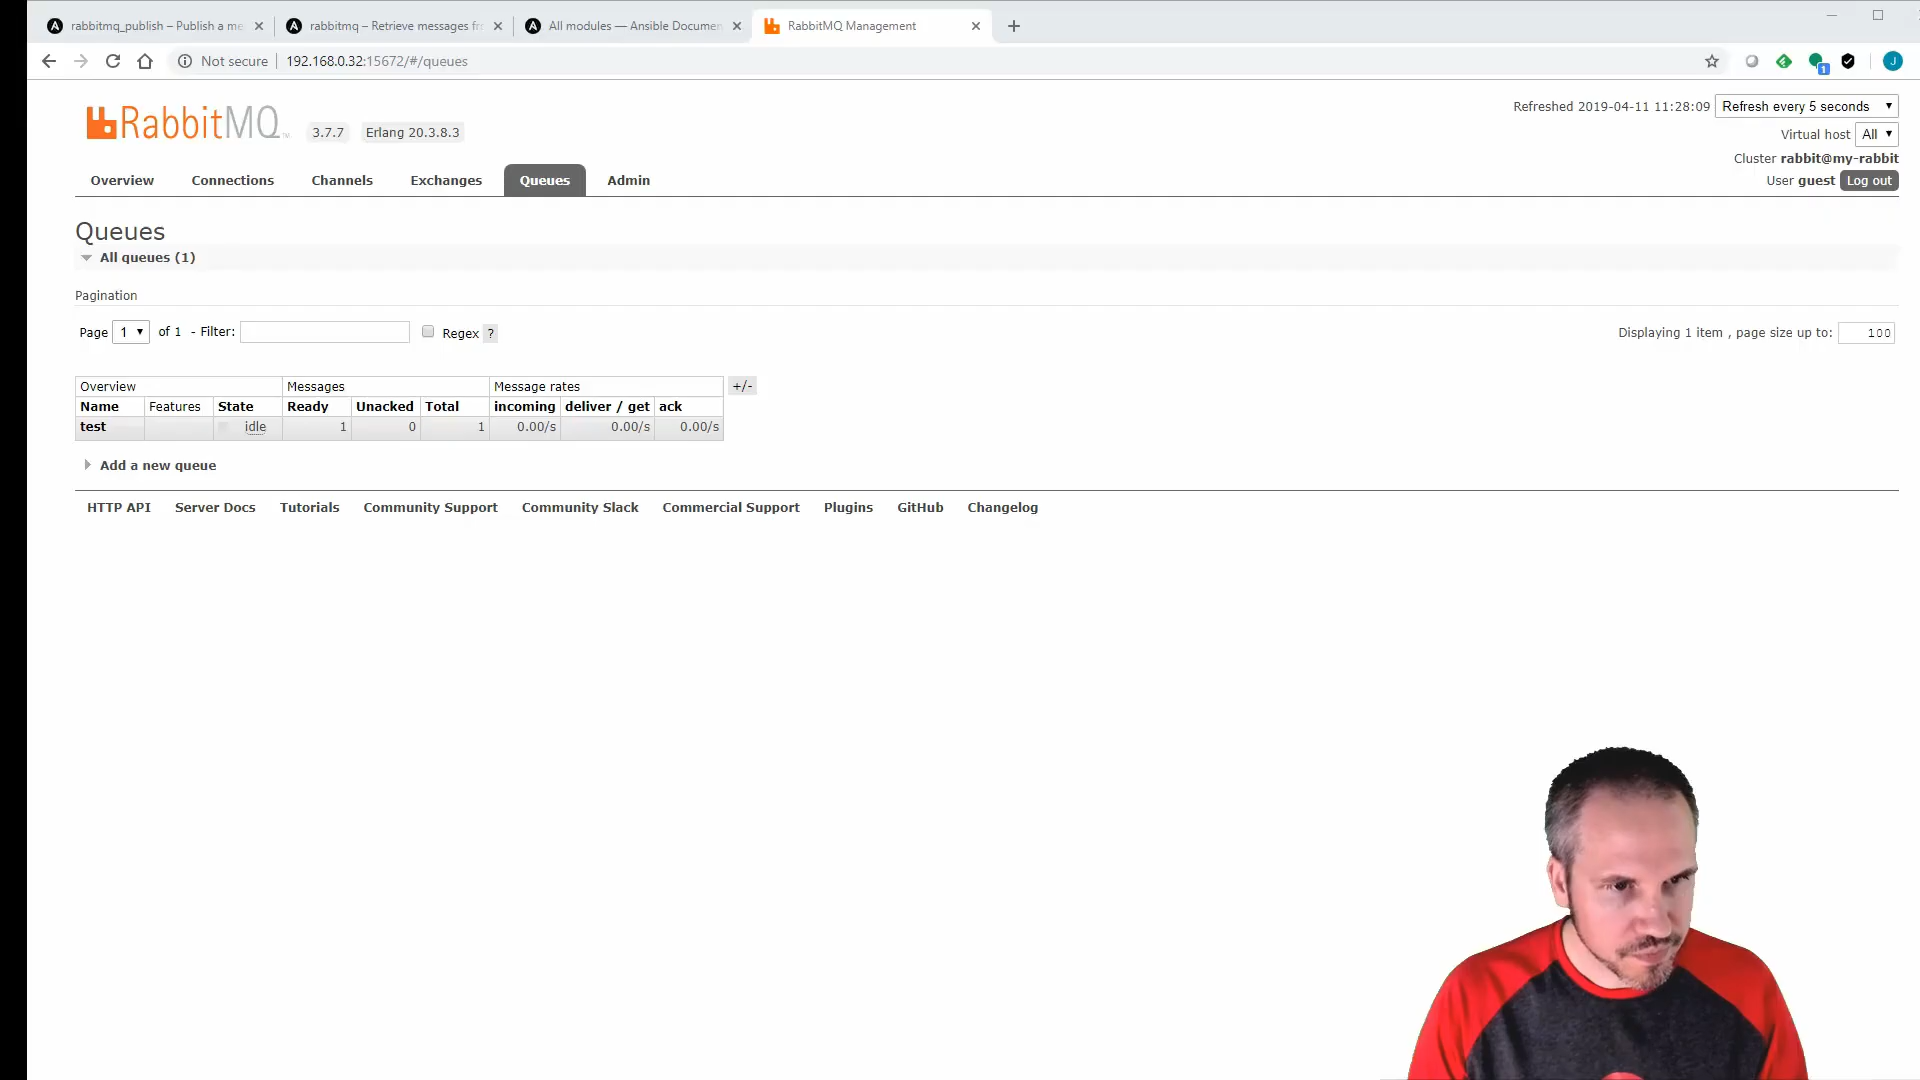 rabbitmq_publish – Publish a me
rabbitmq – Retrieve messages fr
All modules — Ansible Documen
RabbitMQ Management
Not secure
192.168.0.32:15672/#/queues
1
J
RabbitMQ
3.7.7
Erlang 20.3.8.3
Refreshed 2019-04-11 11:28:09
Refresh every 5 seconds
Virtual host All
Cluster rabbit@my-rabbit
User guest Log out
Overview Connections Channels Exchanges Queues Admin
Queues
All queues (1)
Pagination
Page 1 of 1 - Filter: Regex ?
Displaying 1 item , page size up to: 100
Overview Messages Message rates +/-
Name Features State Ready Unacked Total incoming deliver / get ack
test idle 1 0 1 0.00/s 0.00/s 0.00/s
Add a new queue
HTTP API Server Docs Tutorials Community Support Community Slack Commercial Support Plugins GitHub Changelog